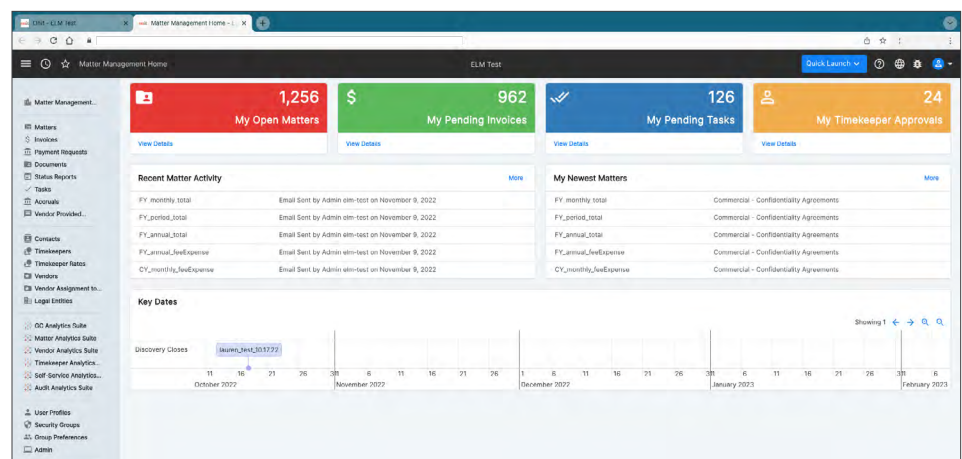 Onit - ELM Test
Matter Management Home - E
Matter Management Home
ELM Test
Quick Launch
Matter Management...
Matters
Invoices
Payment Requests
Documents
Status Reports
Tasks
Accruals
Vendor Provided...
Contacts
Timekeepers
Timekeeper Rates
Vendors
Vendor Assignment to...
Legal Entities
GC Analytics Suite
Matter Analytics Suite
Vendor Analytics Suite
Timekeeper Analytics...
Self-Service Analytics...
Audit Analytics Suite
User Profiles
Security Groups
Group Preferences
Admin
1,256
My Open Matters
View Details
$ 962
My Pending Invoices
View Details
126
My Pending Tasks
View Details
24
My Timekeeper Approvals
View Details
Recent Matter Activity More
FY_monthly_total Email Sent by Admin elm-test on November 9, 2022
FY_period_total Email Sent by Admin elm-test on November 9, 2022
FY_annual_total Email Sent by Admin elm-test on November 9, 2022
FY_annual_feeExpense Email Sent by Admin elm-test on November 9, 2022
CY_monthly_feeExpense Email Sent by Admin elm-test on November 9, 2022
My Newest Matters More
FY_monthly_total Commercial - Confidentiality Agreements
FY_period_total Commercial - Confidentiality Agreements
FY_annual_total Commercial - Confidentiality Agreements
FY_annual_feeExpense Commercial - Confidentiality Agreements
CY_monthly_feeExpense Commercial - Confidentiality Agreements
Key Dates
Showing 1
Discovery Closes lauren_test_10.17.22
11 16 21 26 31 1 6 11 16 21 26 1 6 11 16 21 26 31 1 6 11 16 21 26 31 1 6
October 2022 November 2022 December 2022 January 2023 February 2023